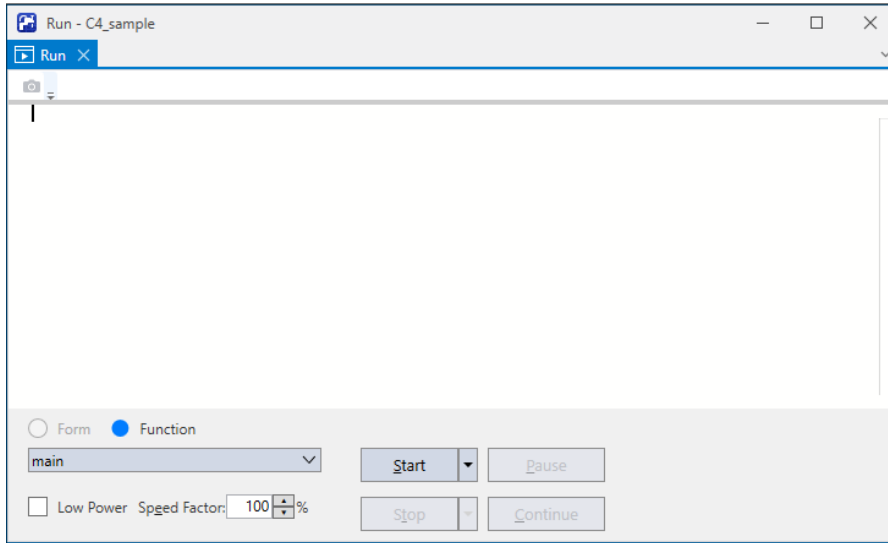 Run - C4_sample
Run
Form Function
main
Start Pause
Low Power Speed Factor: 100 %
Stop Continue